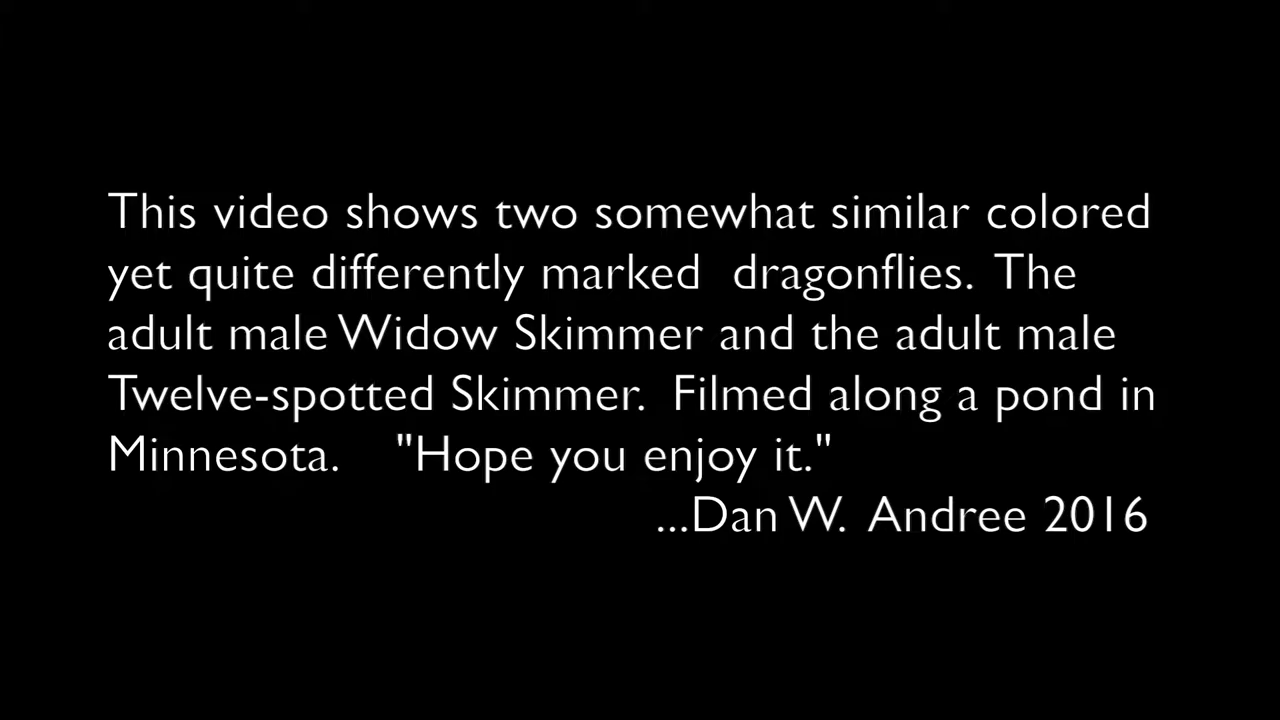 This video shows two somewhat similar colored
yet quite differently marked  dragonflies.  The
adult male Widow Skimmer and the adult male
Twelve-spotted Skimmer.  Filmed along a pond in
Minnesota.    "Hope you enjoy it."
...Dan W.  Andree 2016